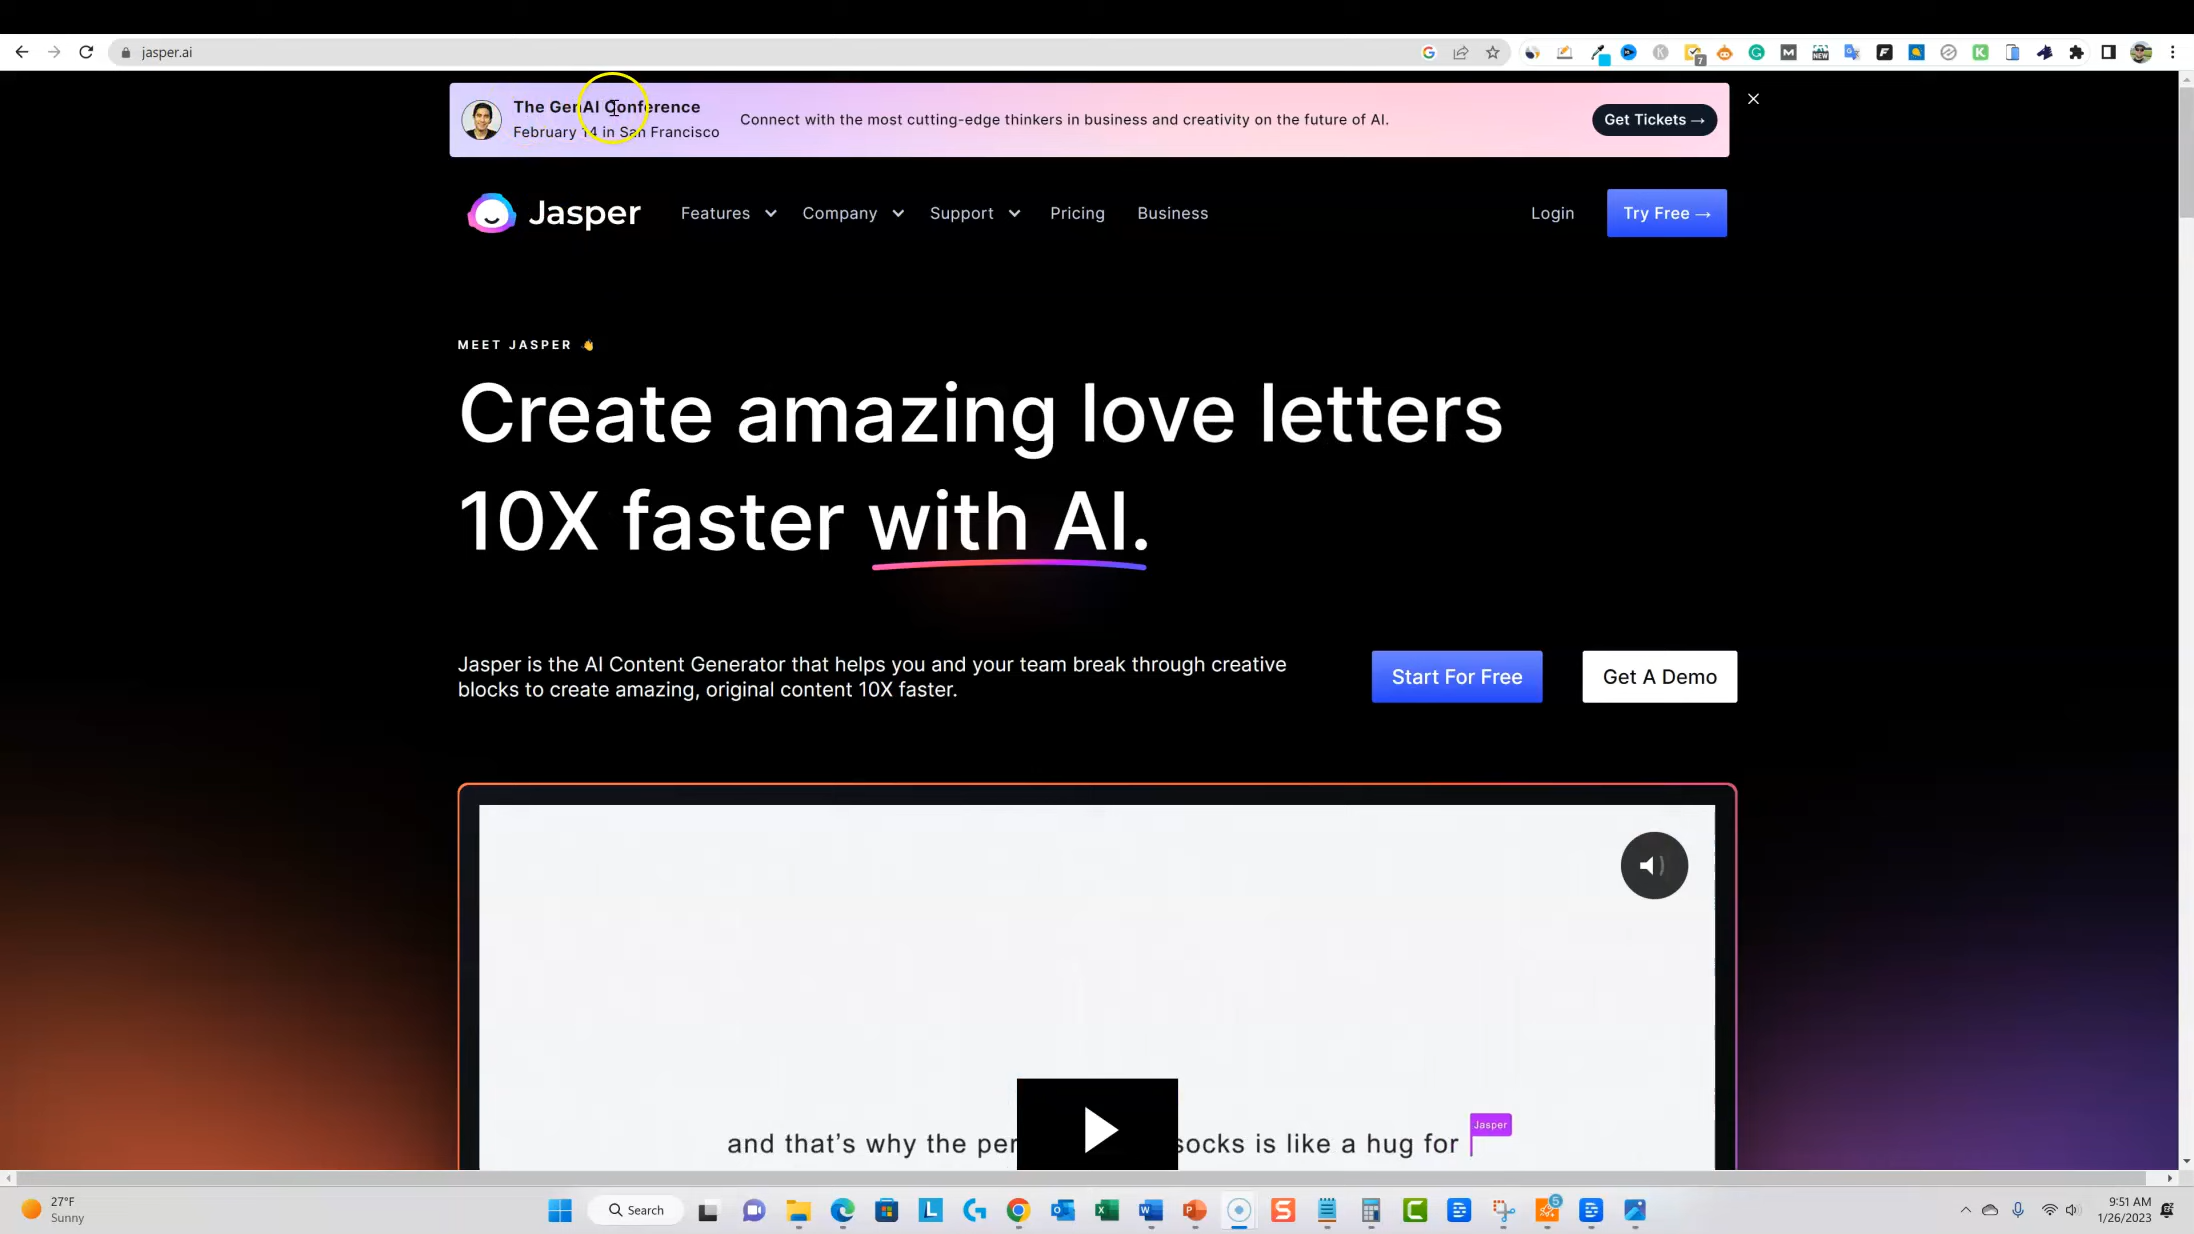 jasper.ai
The GenAI Conference
February 14 in San Francisco
Connect with the most cutting-edge thinkers in business and creativity on the future of AI.
Get Tickets →
Jasper
Features
Company
Support
Pricing
Business
Login
Try Free →
MEET JASPER 👋
Create amazing love letters
10X faster with AI.
Jasper is the AI Content Generator that helps you and your team break through creative
blocks to create amazing, original content 10X faster.
Start For Free
Get A Demo
Jasper
and that's why the per socks is like a hug for
27°F
Sunny
Search
9:51 AM
1/26/2023